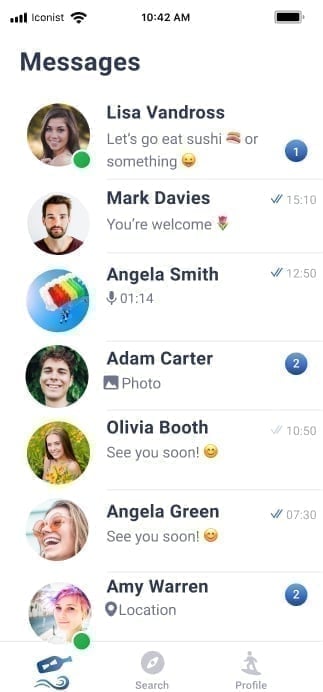 Iconist
10:42 AM
Messages
Lisa Vandross
Let's go eat sushi 🍣 or
something 😄
1
Mark Davies
15:10
You're welcome 🌷
Angela Smith
12:50
01:14
Adam Carter
2
Photo
Olivia Booth
10:50
See you soon! 😊
Angela Green
07:30
See you soon! 😊
Amy Warren
2
Location
Search
Profile